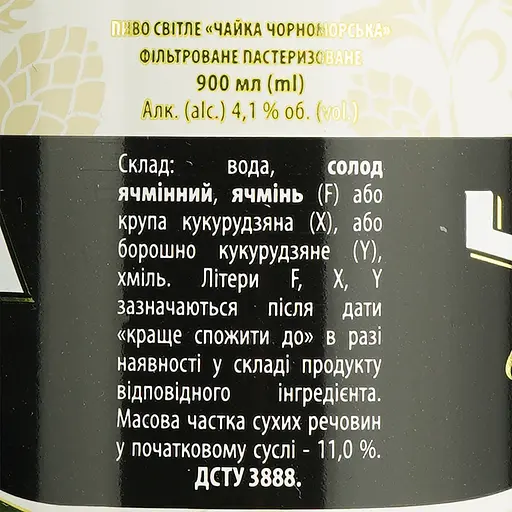 ПИВО СВІТЛЕ «ЧАЙКА ЧОРНОМОРСЬКА»
ФІЛЬТРОВАНЕ ПАСТЕРИЗОВАНЕ
900 мл (ml)
Алк. (alc.) 4,1 % об. (vol.)
Склад: вода, солод
ячмінний, ячмінь (F) або
крупа кукурудзяна (X), або
борошно кукурудзяне (Y),
хміль. Літери F, X, Y
зазначаються після дати
«краще спожити до» в разі
наявності у складі продукту
відповідного інгредієнта.
Масова частка сухих речовин
у початковому суслі - 11,0 %.
ДСТУ 3888.